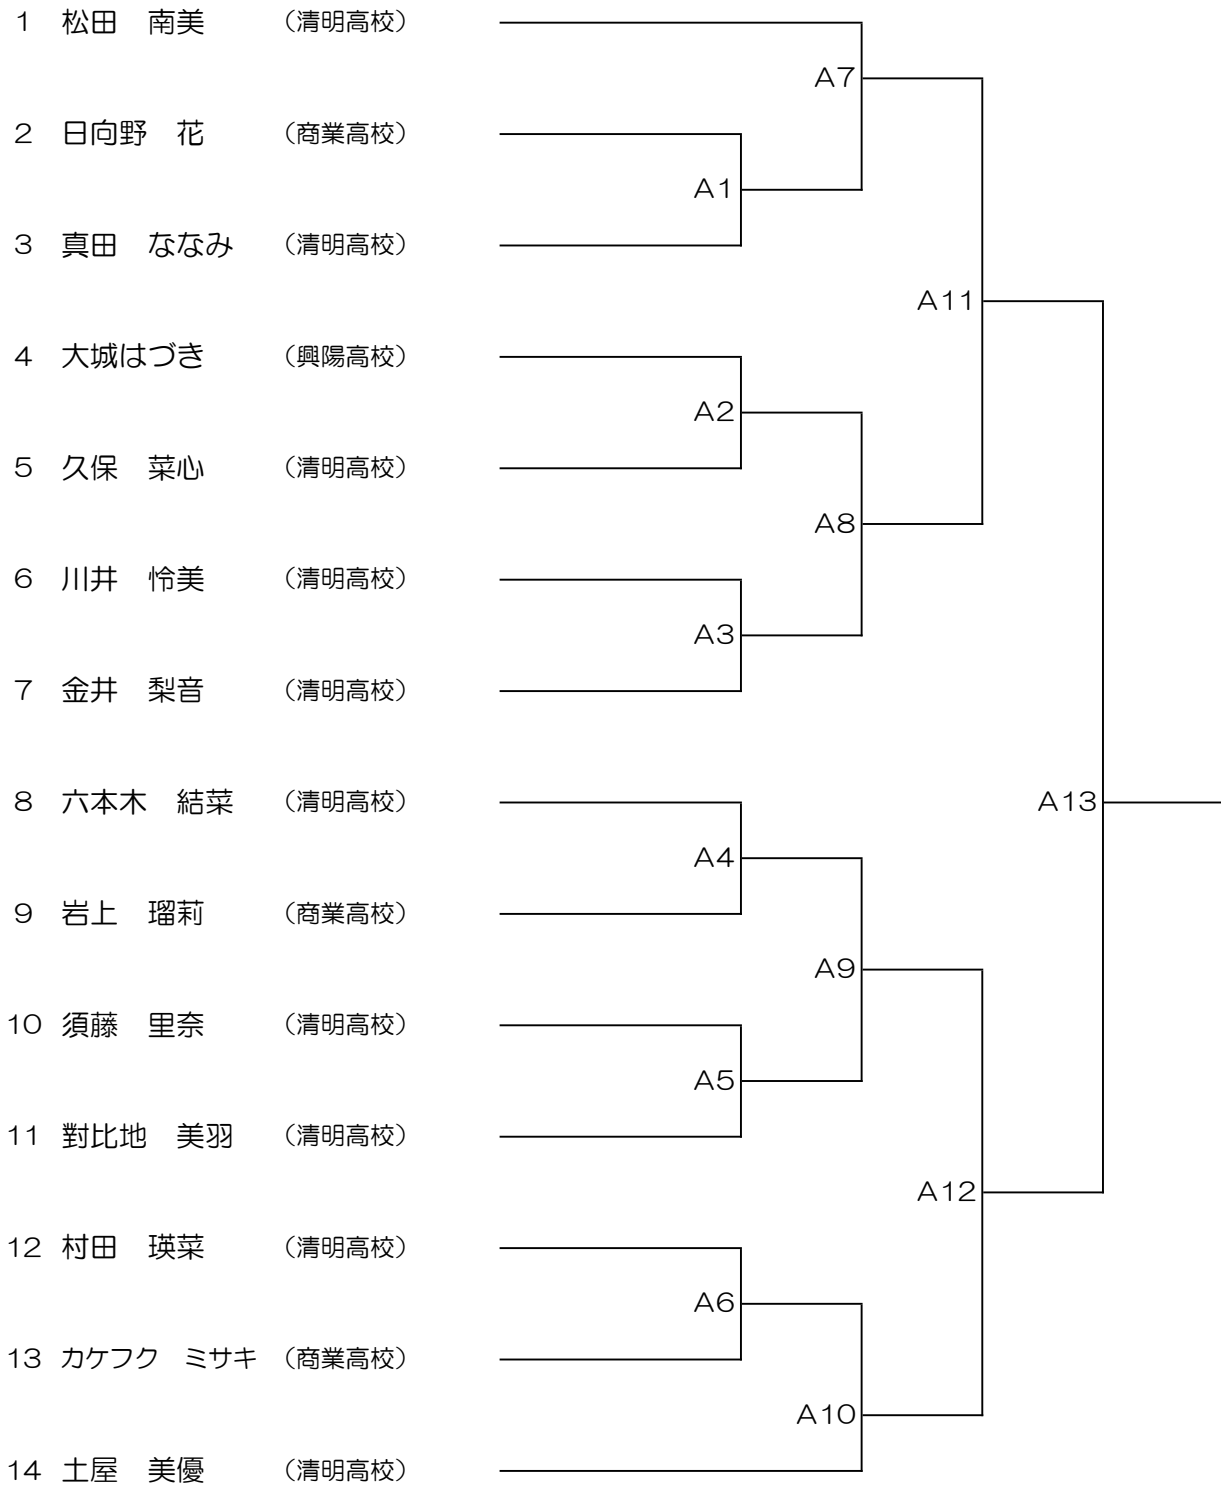 1 松田 南美 (清明高校)
A7
2 日向野 花 (商業高校)
A1
3 真田 ななみ (清明高校)
A11
4 大城はづき (興陽高校)
A2
5 久保 菜心 (清明高校)
A8
6 川井 怜美 (清明高校)
A3
7 金井 梨音 (清明高校)
8 六本木 結菜 (清明高校)
A13
A4
9 岩上 瑠莉 (商業高校)
A9
10 須藤 里奈 (清明高校)
A5
11 對比地 美羽 (清明高校)
A12
12 村田 瑛菜 (清明高校)
A6
13 カケフク ミサキ (商業高校)
A10
14 土屋 美優 (清明高校)